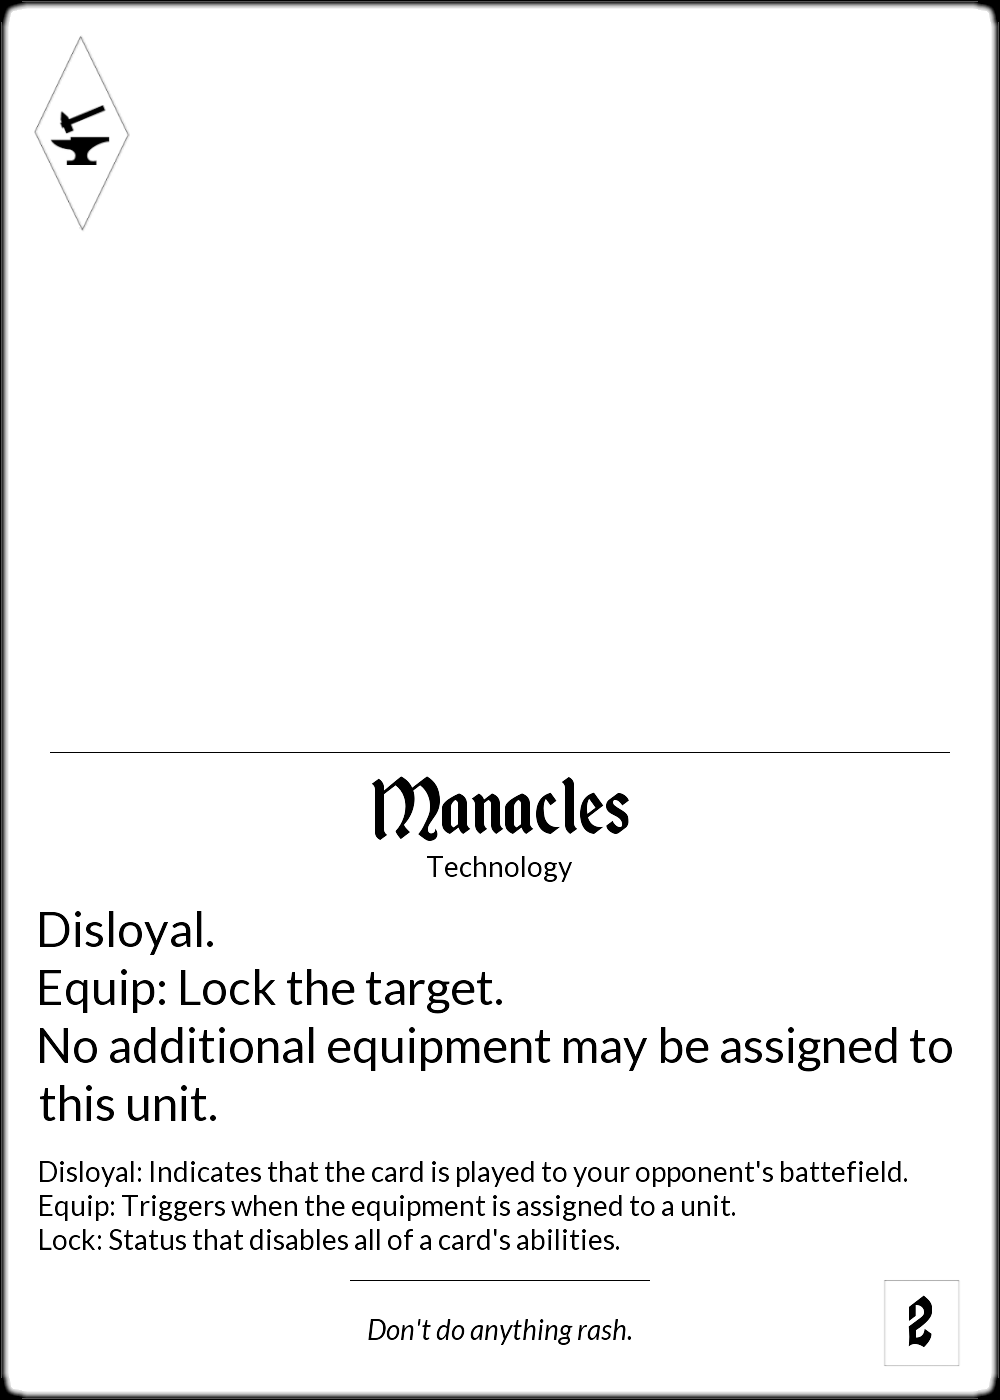 Manacles
Technology
Disloyal.
Equip: Lock the target.
No additional equipment may be assigned to
this unit.
Disloyal: Indicates that the card is played to your opponent's battefield.
Equip: Triggers when the equipment is assigned to a unit.
Lock: Status that disables all of a card's abilities.
Don't do anything rash.
2